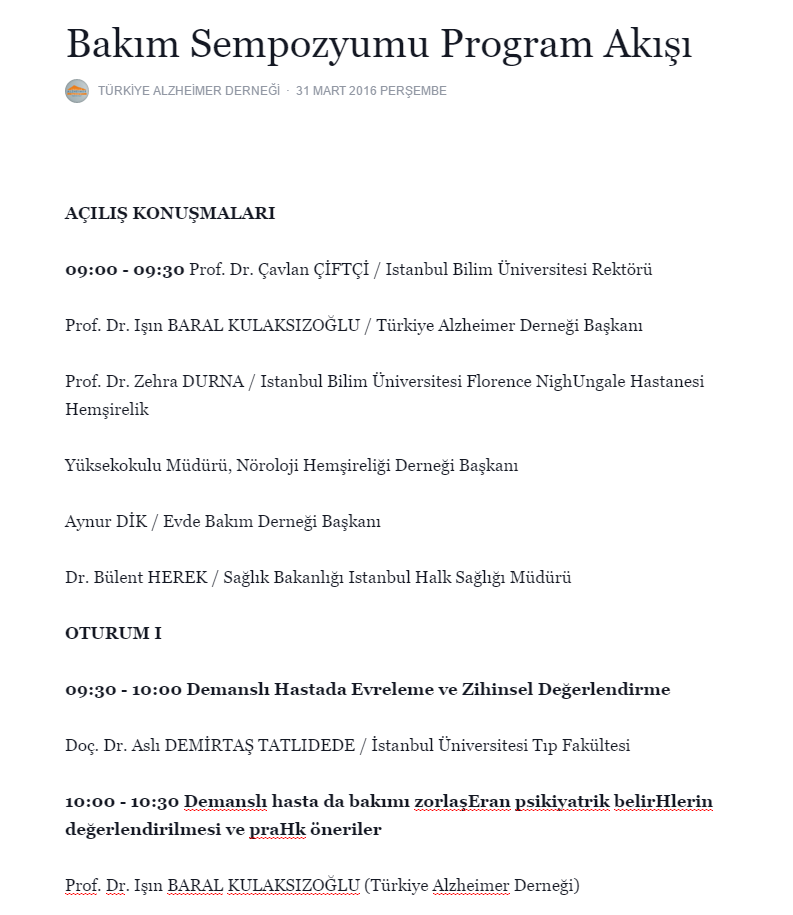 Bakım Sempozyumu Program Akışı
TÜRKİYE ALZHEİMER DERNEĞİ · 31 MART 2016 PERŞEMBE
AÇILIŞ KONUŞMALARI
09:00 - 09:30 Prof. Dr. Çavlan ÇİFTÇİ / Istanbul Bilim Üniversitesi Rektörü
Prof. Dr. Işın BARAL KULAKSIZOĞLU / Türkiye Alzheimer Derneği Başkanı
Prof. Dr. Zehra DURNA / Istanbul Bilim Üniversitesi Florence NighUngale Hastanesi
Hemşirelik
Yüksekokulu Müdürü, Nöroloji Hemşireliği Derneği Başkanı
Aynur DİK / Evde Bakım Derneği Başkanı
Dr. Bülent HEREK / Sağlık Bakanlığı Istanbul Halk Sağlığı Müdürü
OTURUM I
09:30 - 10:00 Demanslı Hastada Evreleme ve Zihinsel Değerlendirme
Doç. Dr. Aslı DEMİRTAŞ TATLIDEDE / İstanbul Üniversitesi Tıp Fakültesi
10:00 - 10:30 Demanslı hasta da bakımı zorlaşEran psikiyatrik belirHlerin
değerlendirilmesi ve praHk öneriler
Prof. Dr. Işın BARAL KULAKSIZOĞLU (Türkiye Alzheimer Derneği)